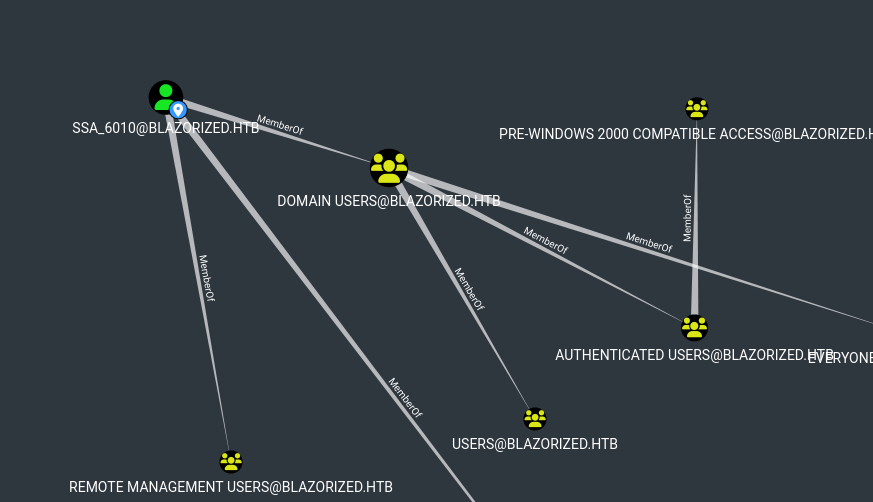 SSA_6010@BLAZORIZED.HTB
MemberOf
PRE-WINDOWS 2000 COMPATIBLE ACCESS@BLAZORIZED.H
DOMAIN USERS@BLAZORIZED.HTB
MemberOf
MemberOf
MemberOf
MemberOf
MemberOf
AUTHENTICATED USERS@BLAZORIZED.HTB
EVERYONE
MemberOf
USERS@BLAZORIZED.HTB
REMOTE MANAGEMENT USERS@BLAZORIZED.HTB